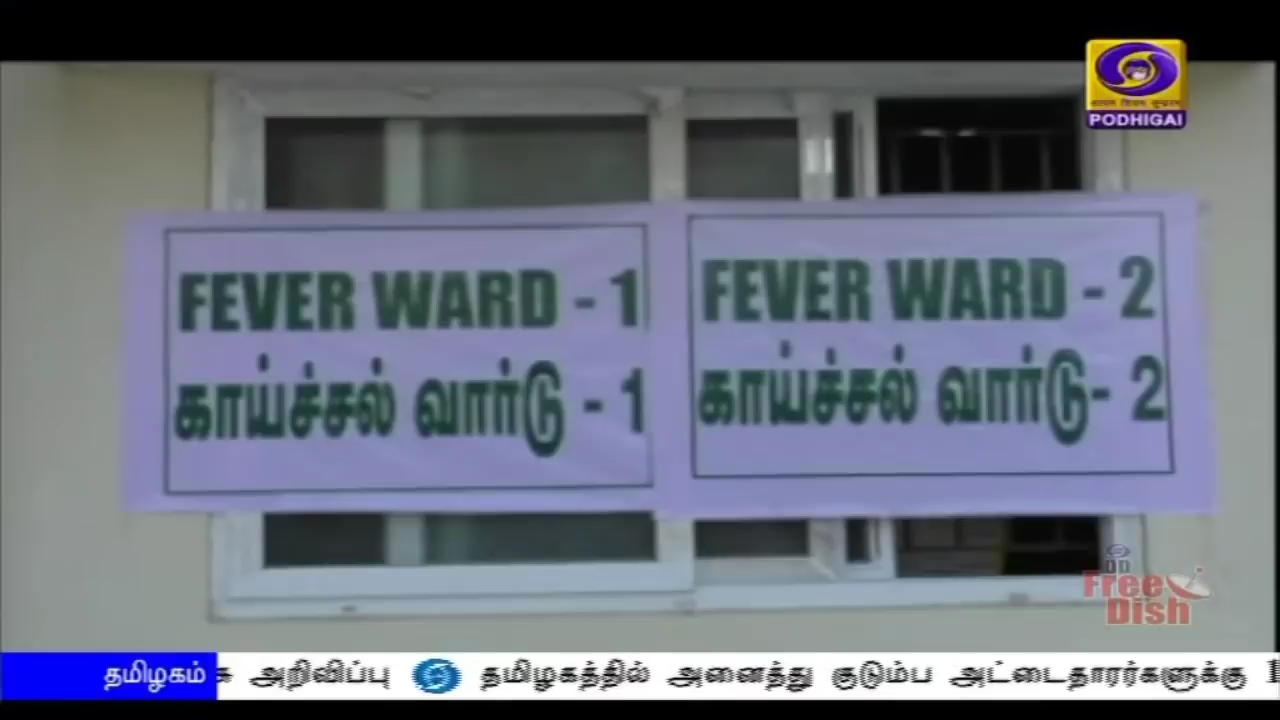 PODHIGAI
FEVER WARD - 1
காய்ச்சல் வார்டு - 1
FEVER WARD - 2
காய்ச்சல் வார்டு- 2
DD
Free
Dish
தமிழகம்
அறிவிப்பு தமிழகத்தில் அனைத்து குடும்ப அட்டைதாரர்களுக்கு